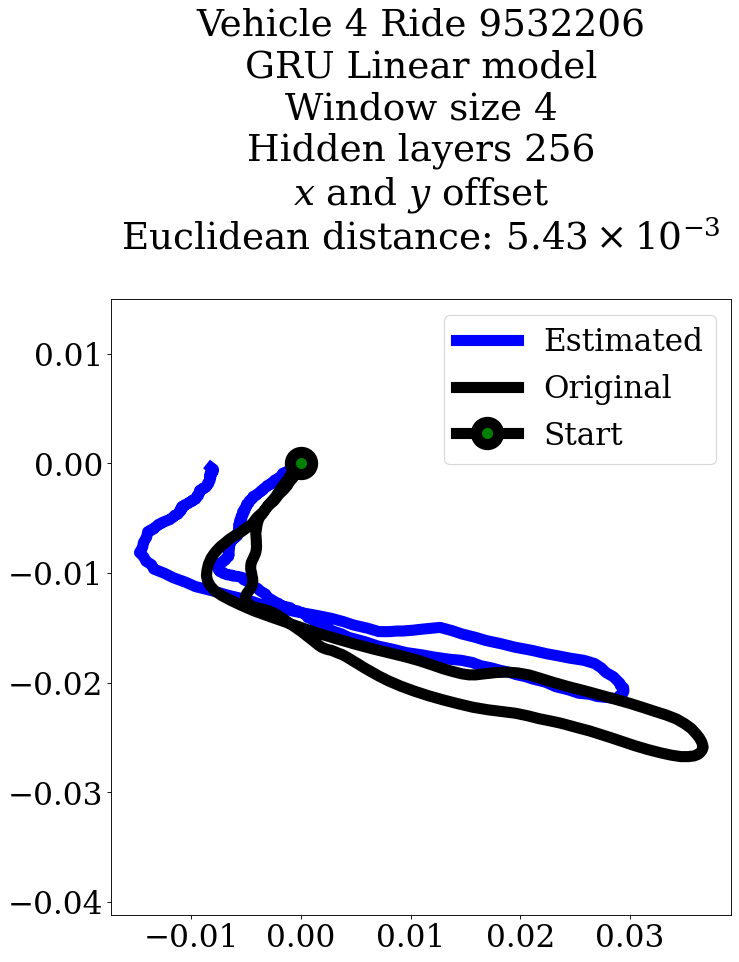 Vehicle 4 Ride 9532206
GRU Linear model
Window size 4
Hidden layers 256
x and y offset
Euclidean distance: 5.43 × 10⁻³
Estimated
Original
Start
0.01
0.00
−0.01
−0.02
−0.03
−0.04
−0.01 0.00 0.01 0.02 0.03